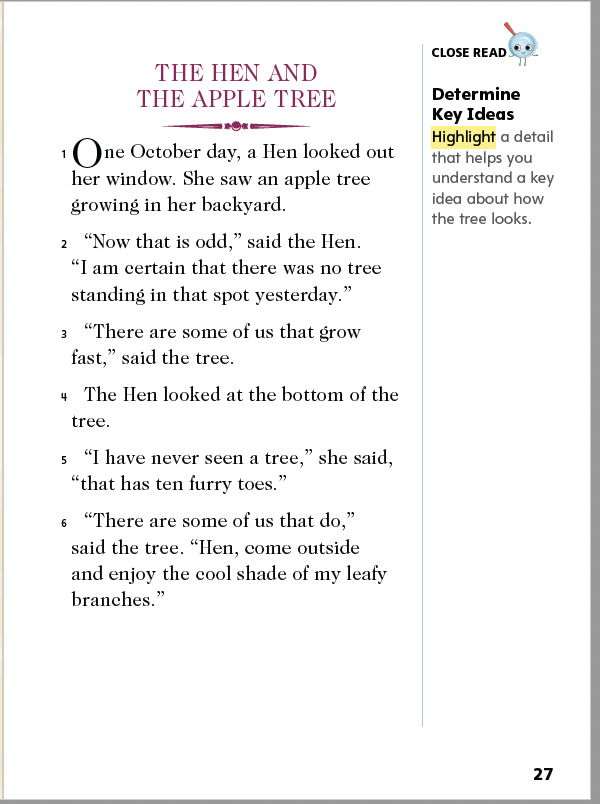 THE HEN AND
THE APPLE TREE
1 One October day, a Hen looked out
her window. She saw an apple tree
growing in her backyard.
2 “Now that is odd,” said the Hen.
“I am certain that there was no tree
standing in that spot yesterday.”
3 “There are some of us that grow
fast,” said the tree.
4 The Hen looked at the bottom of the
tree.
5 “I have never seen a tree,” she said,
“that has ten furry toes.”
6 “There are some of us that do,”
said the tree. “Hen, come outside
and enjoy the cool shade of my leafy
branches.”
CLOSE READ
Determine
Key Ideas
Highlight a detail
that helps you
understand a key
idea about how
the tree looks.
27